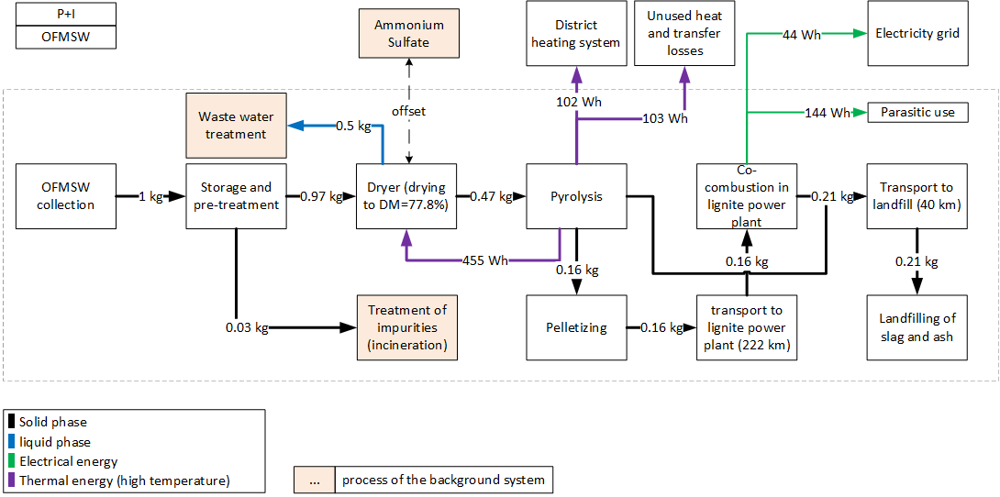 P+I
OFMSW
Ammonium
Sulfate
District
heating system
Unused heat
and transfer
losses
44 Wh
Electricity grid
offset
102 Wh
103 Wh
144 Wh
Parasitic use
Waste water
treatment
0.5 kg
OFMSW
collection
1 kg
Storage and
pre-treatment
0.97 kg
Dryer (drying
to DM=77.8%)
0.47 kg
Pyrolysis
Co-
combustion in
lignite power
plant
0.21 kg
Transport to
landfill (40 km)
455 Wh
0.16 kg
0.16 kg
0.21 kg
0.03 kg
Treatment of
impurities
(incineration)
Pelletizing
0.16 kg
transport to
lignite power
plant (222 km)
Landfilling of
slag and ash
Solid phase
liquid phase
Electrical energy
Thermal energy (high temperature)
...
process of the background system